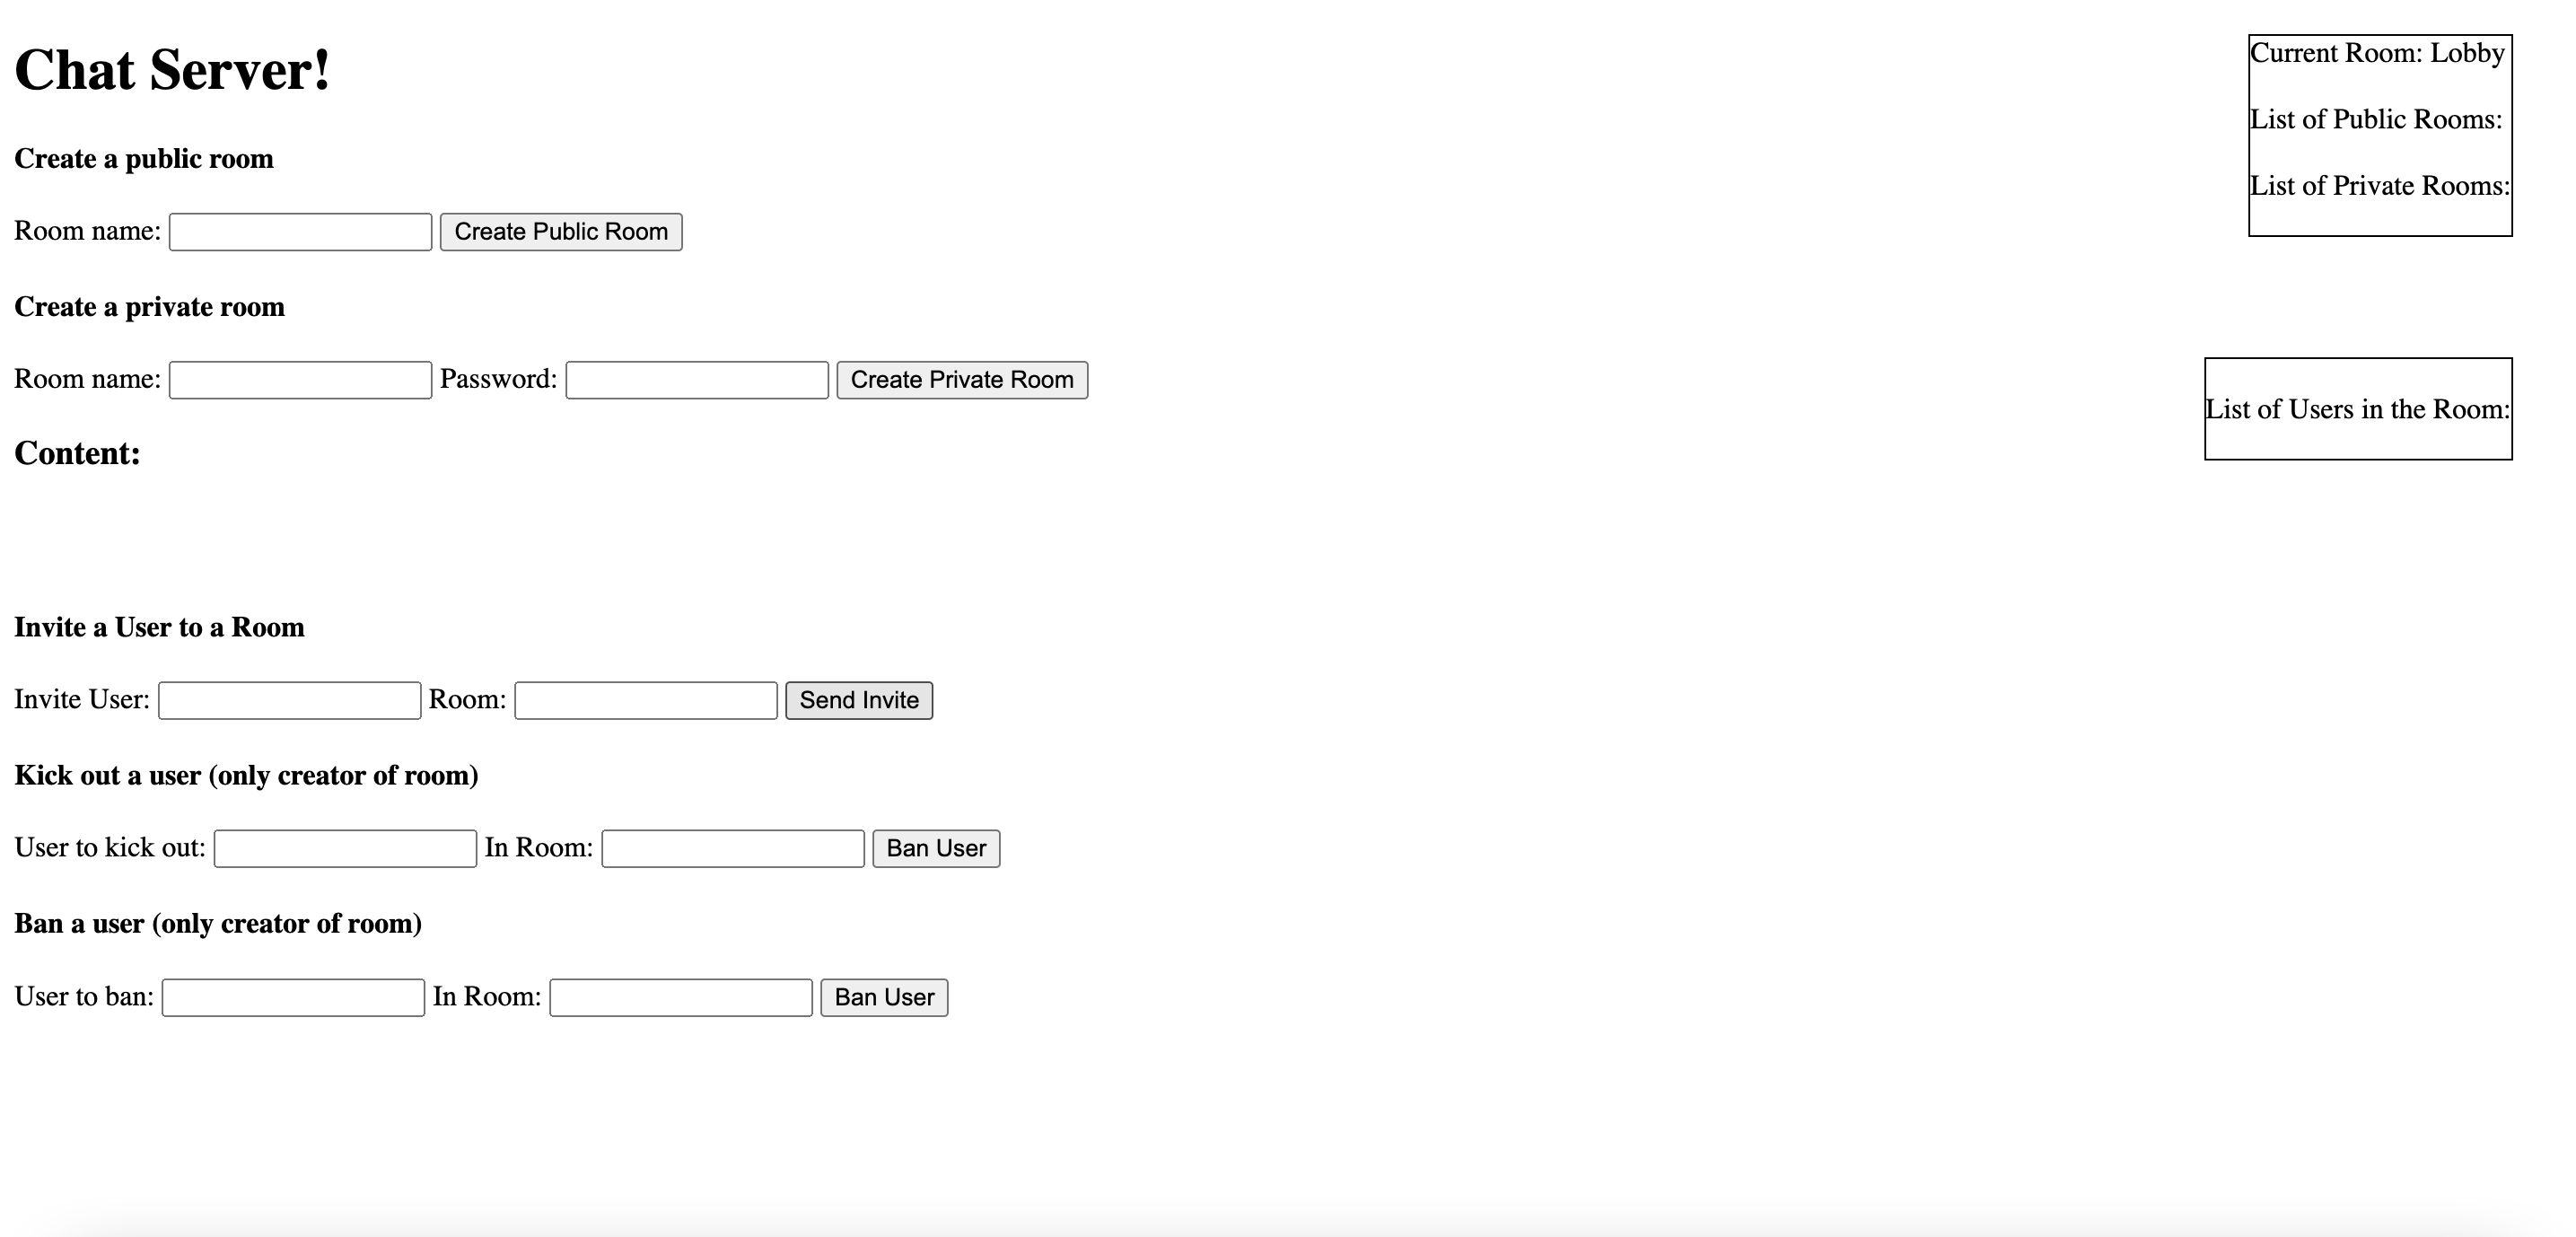 Chat Server!
Create a public room
Room name: Create Public Room
Create a private room
Room name: Password: Create Private Room
Content:
Invite a User to a Room
Invite User: Room: Send Invite
Kick out a user (only creator of room)
User to kick out: In Room: Ban User
Ban a user (only creator of room)
User to ban: In Room: Ban User
Current Room: Lobby
List of Public Rooms:
List of Private Rooms:
List of Users in the Room: